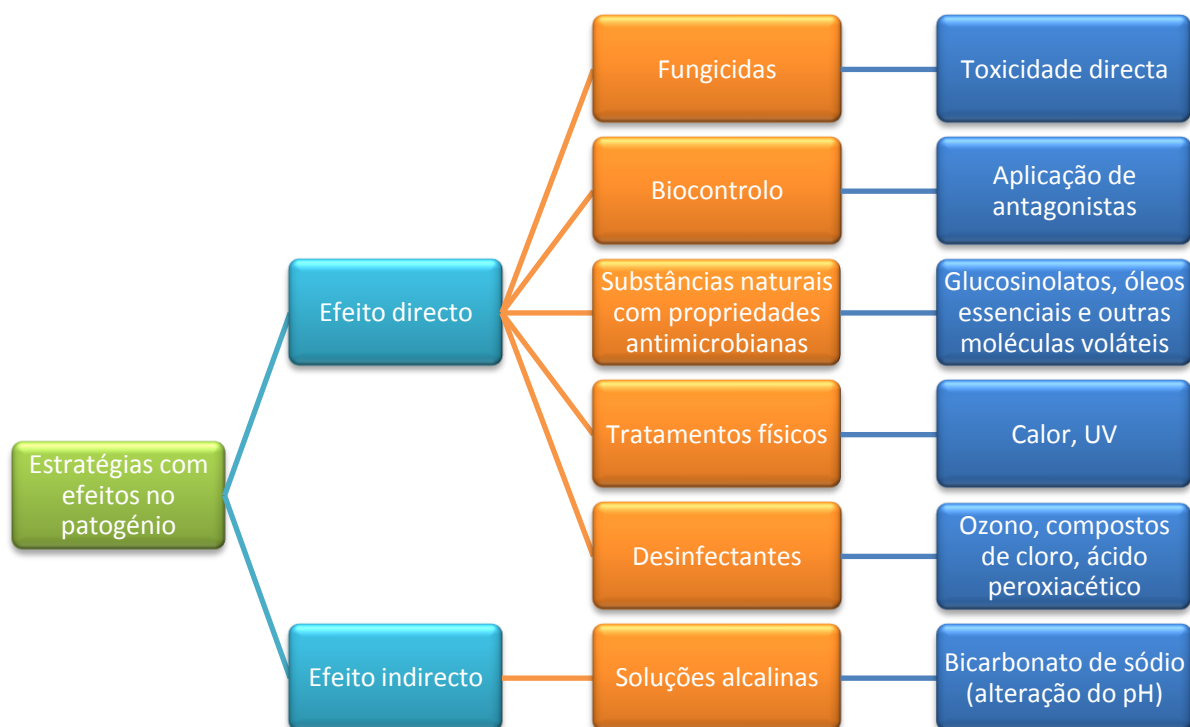 Estratégias com
efeitos no
patogénio
Efeito directo
Fungicidas
Toxicidade directa
Biocontrolo
Aplicação de
antagonistas
Substâncias naturais
com propriedades
antimicrobianas
Glucosinolatos, óleos
essenciais e outras
moléculas voláteis
Tratamentos físicos
Calor, UV
Desinfectantes
Ozono, compostos
de cloro, ácido
peroxiacético
Efeito indirecto
Soluções alcalinas
Bicarbonato de sódio
(alteração do pH)